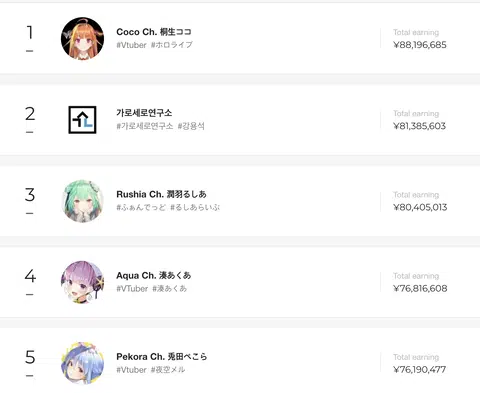 1
Coco Ch. 桐生ココ
#Vtuber #ホロライブ
Total earning
¥88,196,685
2
가로세로연구소
#가로세로연구소 #강용석
Total earning
¥81,385,603
3
Rushia Ch. 潤羽るしあ
#ふぁんでっど #るしあらいぶ
Total earning
¥80,405,013
4
Aqua Ch. 湊あくあ
#VTuber #湊あくあ
Total earning
¥76,816,608
5
Pekora Ch. 兎田ぺこら
#Vtuber #夜空メル
Total earning
¥76,190,477